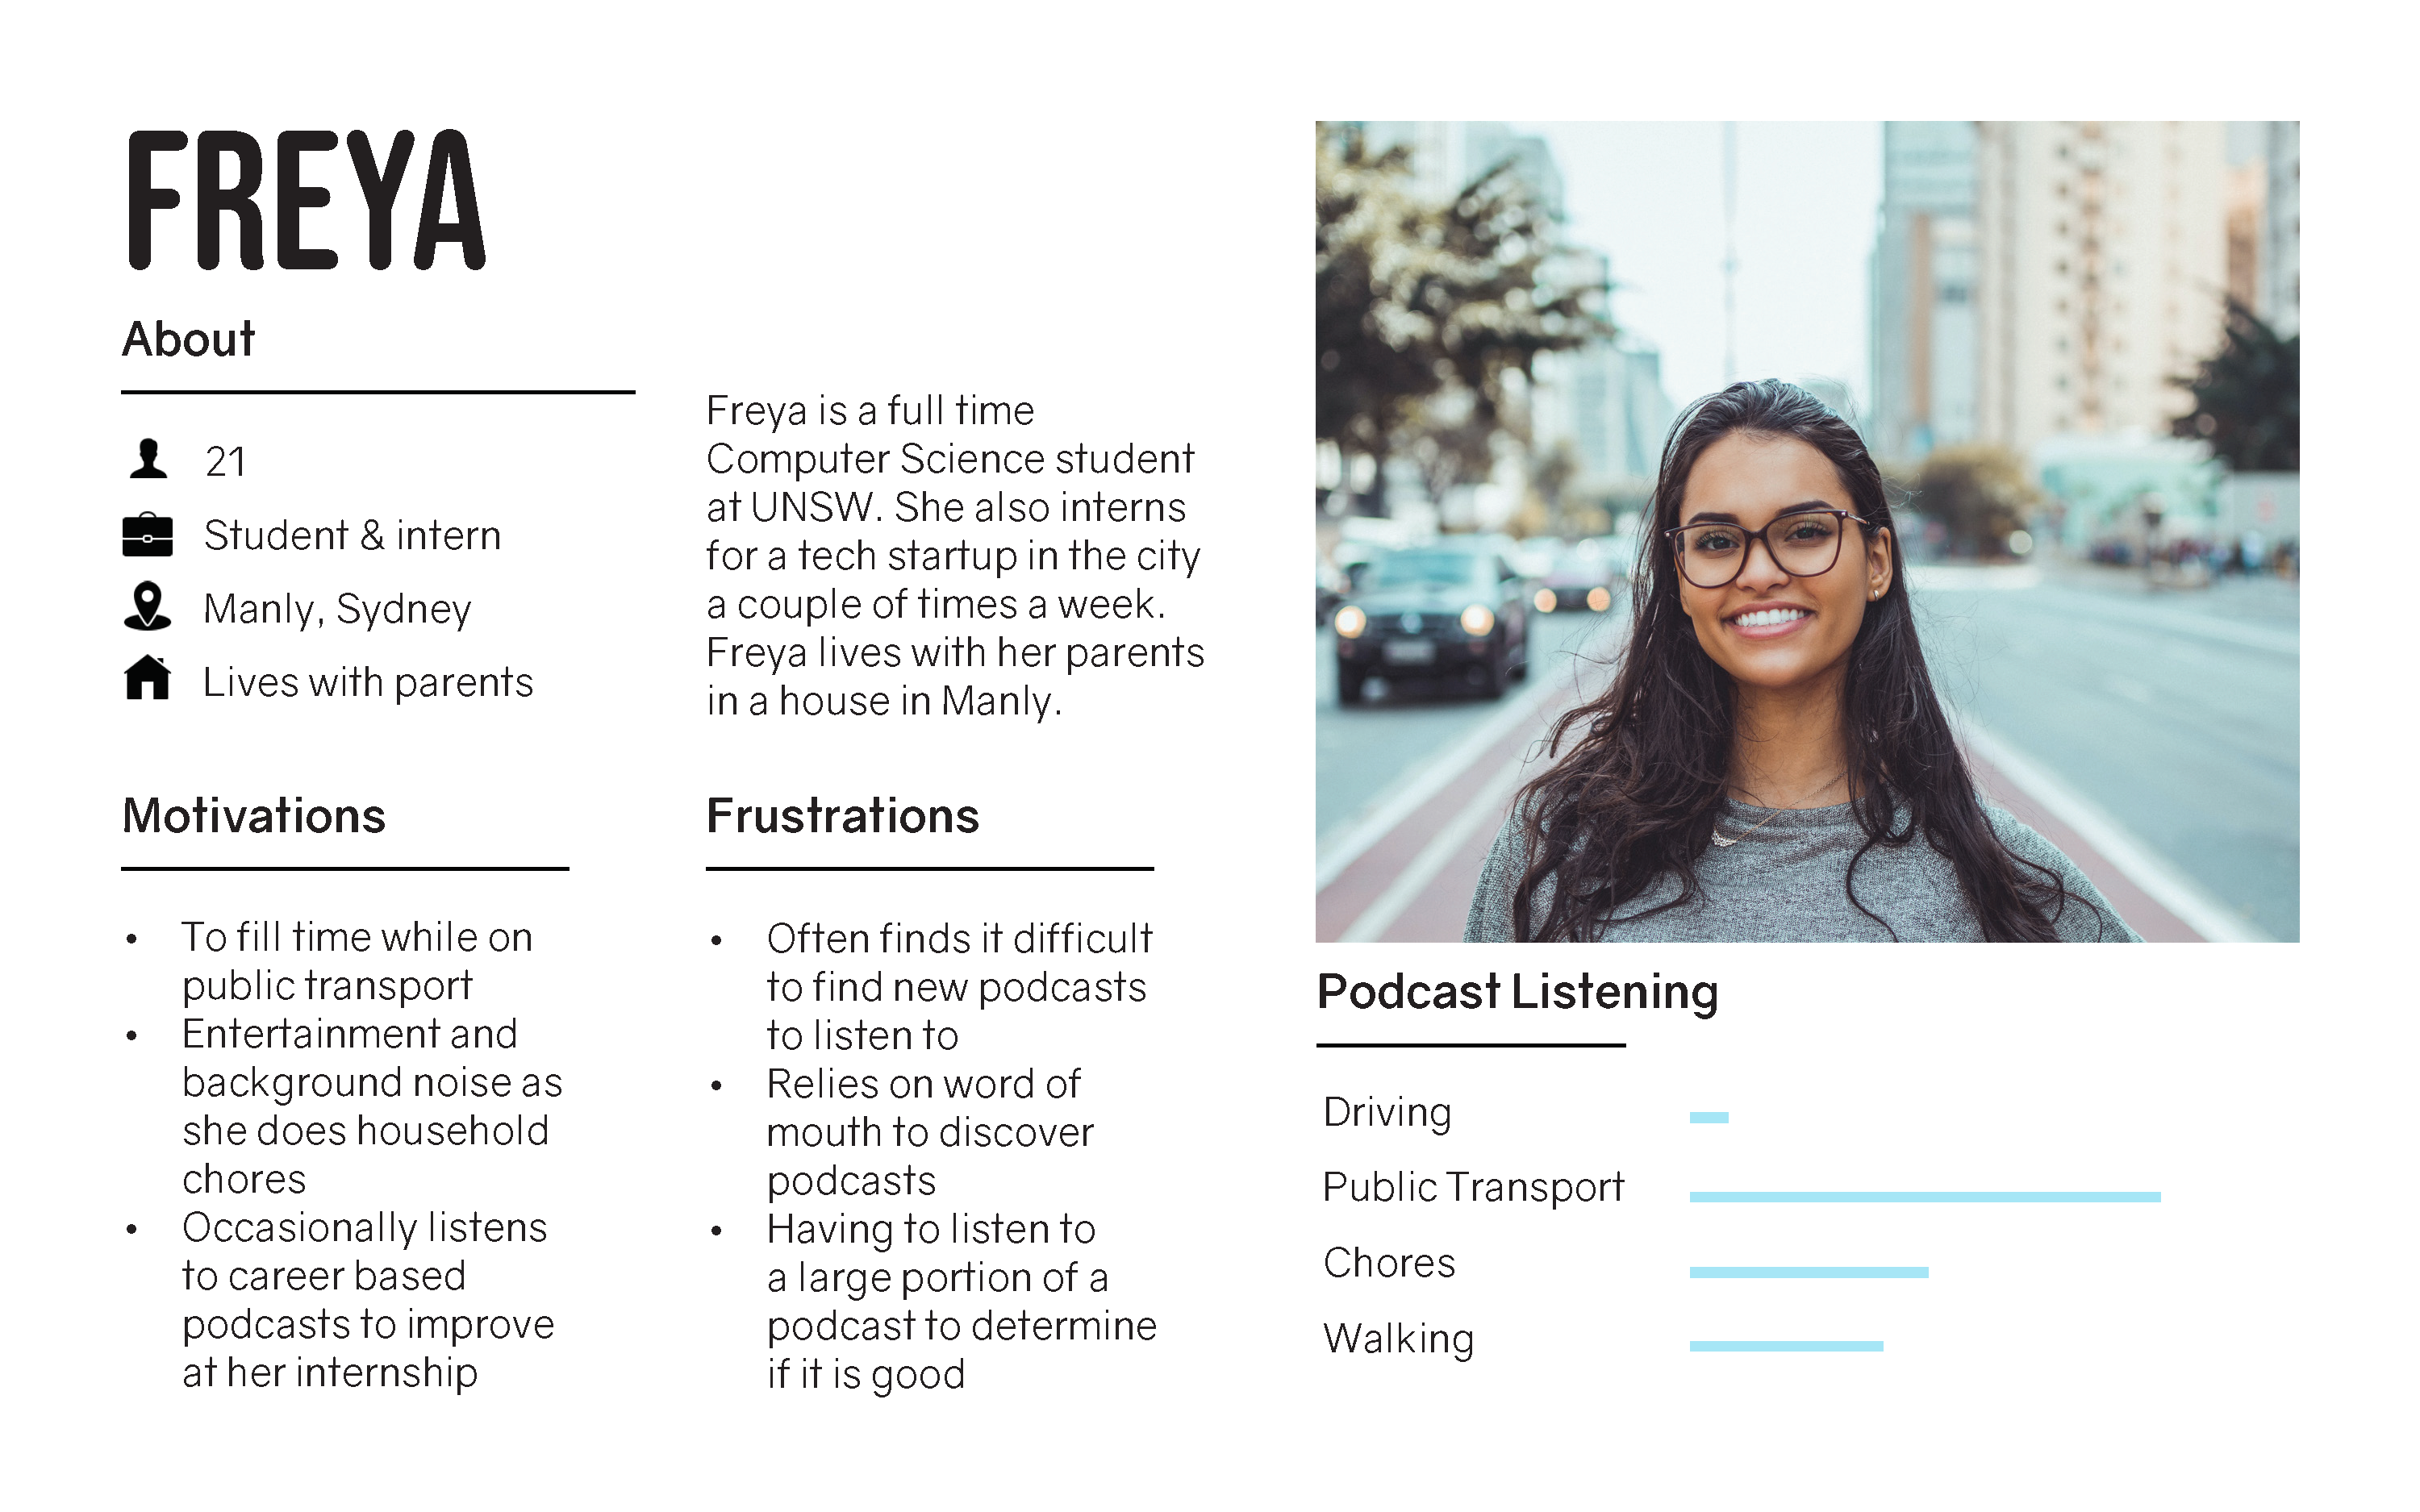 FREYA
About
21
Student & intern
Manly, Sydney
Lives with parents
Freya is a full time
Computer Science student
at UNSW. She also interns
for a tech startup in the city
a couple of times a week.
Freya lives with her parents
in a house in Manly.
Motivations
• To fill time while on
public transport
• Entertainment and
background noise as
she does household
chores
• Occasionally listens
to career based
podcasts to improve
at her internship
Frustrations
• Often finds it difficult
to find new podcasts
to listen to
• Relies on word of
mouth to discover
podcasts
• Having to listen to
a large portion of a
podcast to determine
if it is good
Podcast Listening
Driving
Public Transport
Chores
Walking